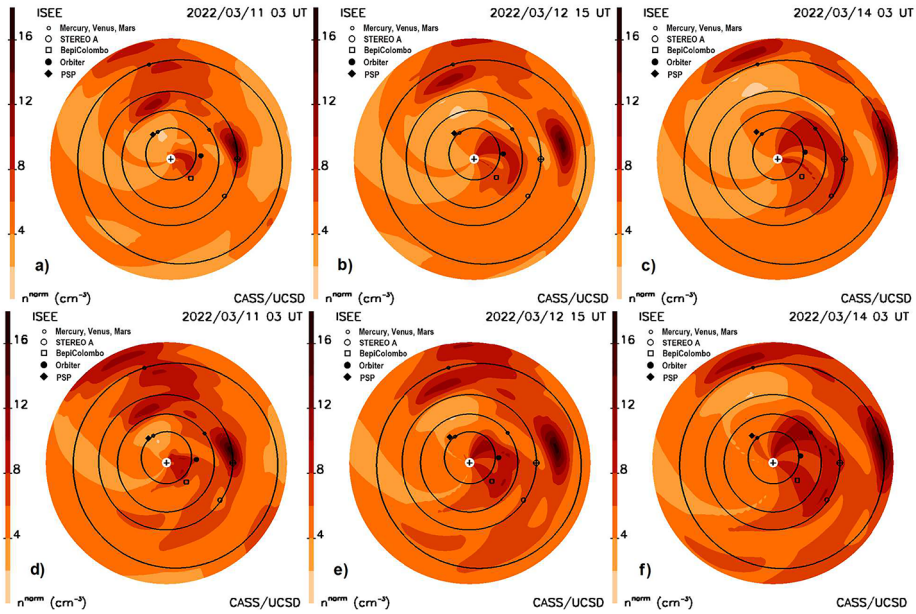 ISEE 2022/03/11 03 UT
16
Mercury, Venus, Mars
STEREO A
BepiColombo
Orbiter
PSP
12
8
4
a)
n^norm (cm^-3) CASS/UCSD
ISEE 2022/03/12 15 UT
16
Mercury, Venus, Mars
STEREO A
BepiColombo
Orbiter
PSP
12
8
4
b)
n^norm (cm^-3) CASS/UCSD
ISEE 2022/03/14 03 UT
16
Mercury, Venus, Mars
STEREO A
BepiColombo
Orbiter
PSP
12
8
4
c)
n^norm (cm^-3) CASS/UCSD
ISEE 2022/03/11 03 UT
16
Mercury, Venus, Mars
STEREO A
BepiColombo
Orbiter
PSP
12
8
4
d)
n^norm (cm^-3) CASS/UCSD
ISEE 2022/03/12 15 UT
16
Mercury, Venus, Mars
STEREO A
BepiColombo
Orbiter
PSP
12
8
4
e)
n^norm (cm^-3) CASS/UCSD
ISEE 2022/03/14 03 UT
16
Mercury, Venus, Mars
STEREO A
BepiColombo
Orbiter
PSP
12
8
4
f)
n^norm (cm^-3) CASS/UCSD